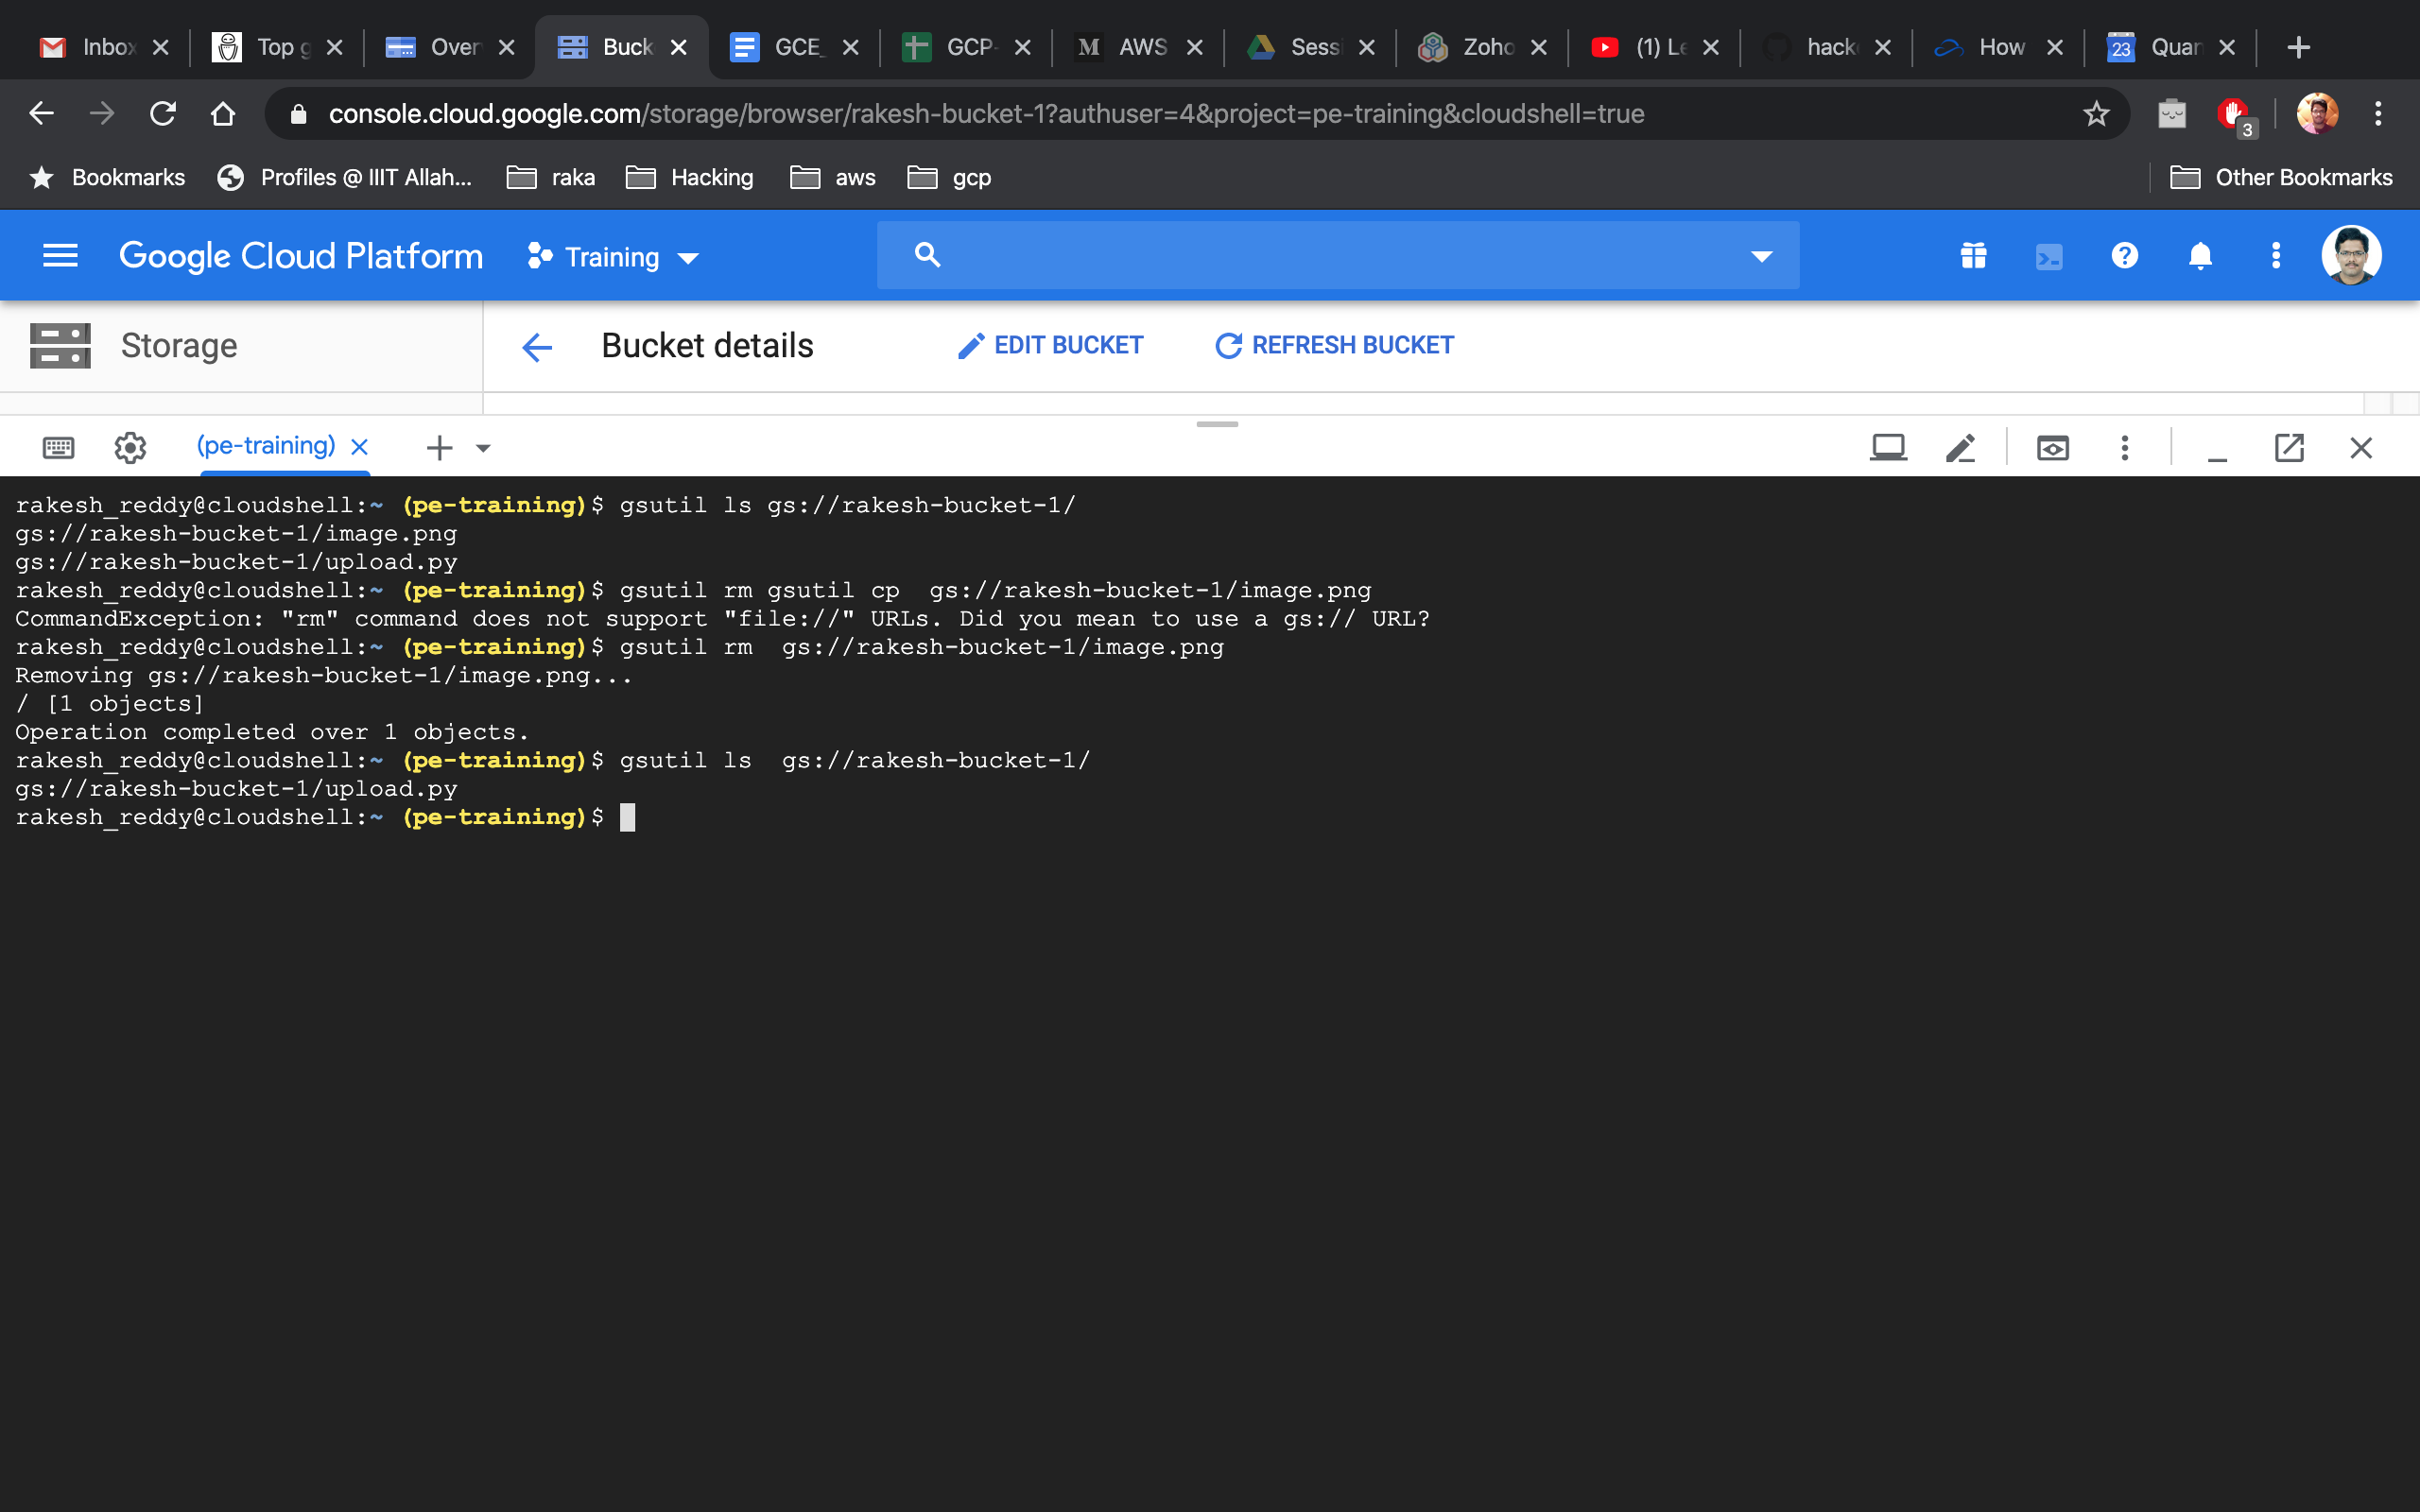 Inbox Top g Over Buck GCE_ GCP- AWS Sessi Zoho (1) Le hack How Quan
console.cloud.google.com/storage/browser/rakesh-bucket-1?authuser=4&project=pe-training&cloudshell=true
3
Bookmarks Profiles @ IIIT Allah... raka Hacking aws gcp Other Bookmarks
Google Cloud Platform Training
Storage Bucket details EDIT BUCKET REFRESH BUCKET
(pe-training)
rakesh_reddy@cloudshell:~ (pe-training)$ gsutil ls gs://rakesh-bucket-1/
gs://rakesh-bucket-1/image.png
gs://rakesh-bucket-1/upload.py
rakesh_reddy@cloudshell:~ (pe-training)$ gsutil rm gsutil cp  gs://rakesh-bucket-1/image.png
CommandException: "rm" command does not support "file://" URLs. Did you mean to use a gs:// URL?
rakesh_reddy@cloudshell:~ (pe-training)$ gsutil rm  gs://rakesh-bucket-1/image.png
Removing gs://rakesh-bucket-1/image.png...
/ [1 objects]
Operation completed over 1 objects.
rakesh_reddy@cloudshell:~ (pe-training)$ gsutil ls  gs://rakesh-bucket-1/
gs://rakesh-bucket-1/upload.py
rakesh_reddy@cloudshell:~ (pe-training)$